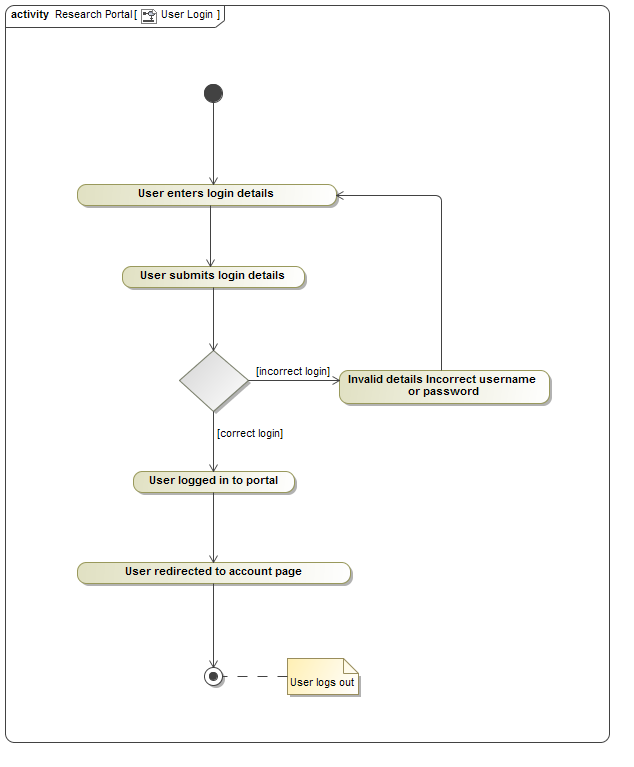 activity Research Portal[ User Login ]
User enters login details
User submits login details
[incorrect login]
Invalid details Incorrect username
or password
[correct login]
User logged in to portal
User redirected to account page
User logs out